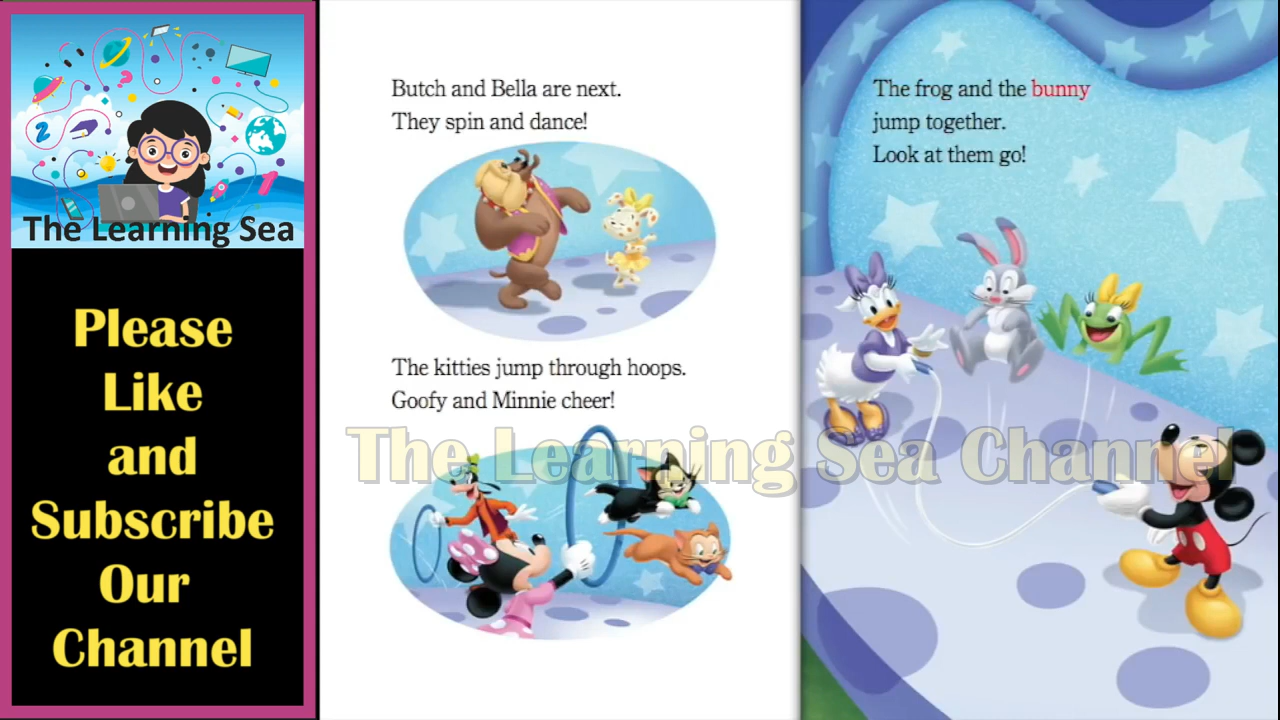 The Learning Sea
Please
Like
and
Subscribe
Our
Channel
Butch and Bella are next.
They spin and dance!
The kitties jump through hoops.
Goofy and Minnie cheer!
The frog and the bunny
jump together.
Look at them go!
The Learning Sea Channel